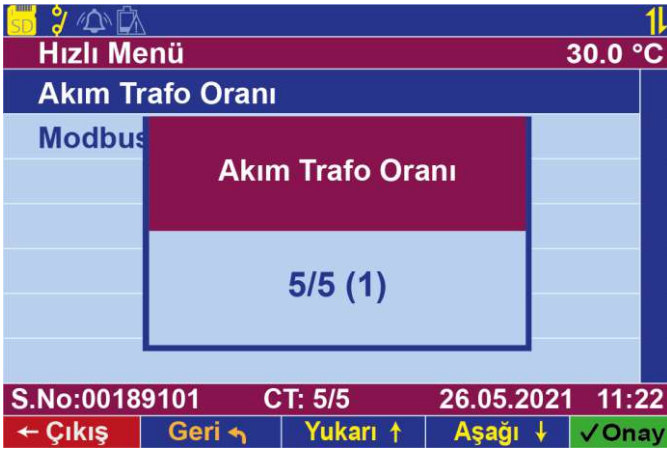 SD
Hızlı Menü 30.0 °C
Akım Trafo Oranı
Modbus
Akım Trafo Oranı
5/5 (1)
S.No:00189101 CT: 5/5 26.05.2021 11:22
← Çıkış Geri ↰ Yukarı ↑ Aşağı ↓ ✓Onay